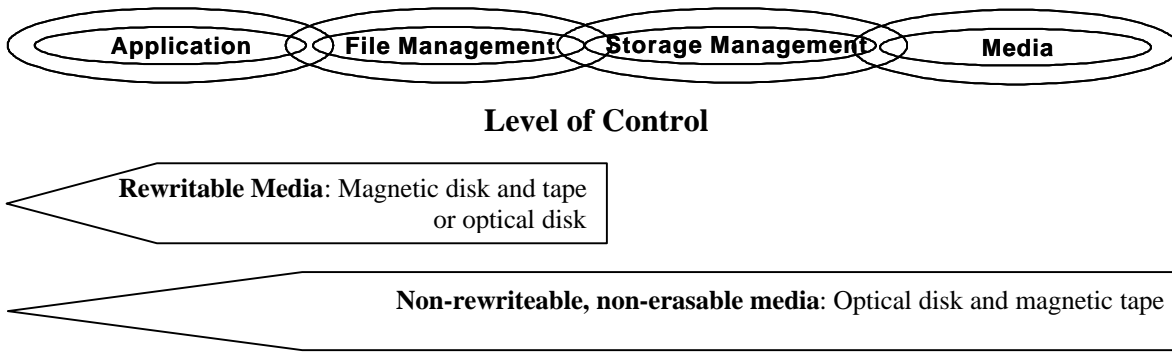 Application File Management Storage Management Media
Level of Control
Rewritable Media: Magnetic disk and tape
or optical disk
Non-rewriteable, non-erasable media: Optical disk and magnetic tape